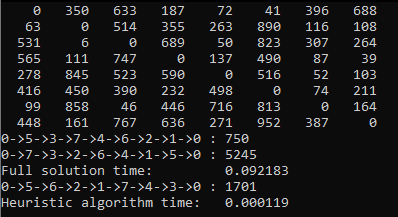 0 350 633 187 72 41 396 688
63 0 514 355 263 890 116 108
531 6 0 689 50 823 307 264
565 111 747 0 137 490 87 39
278 845 523 590 0 516 52 103
416 450 390 232 498 0 74 211
99 858 46 446 716 813 0 164
448 161 767 636 271 952 387 0
0->5->3->7->4->6->2->1->0 : 750
0->7->3->2->6->4->1->5->0 : 5245
Full solution time: 0.092183
0->5->6->2->1->7->4->3->0 : 1701
Heuristic algorithm time: 0.000119